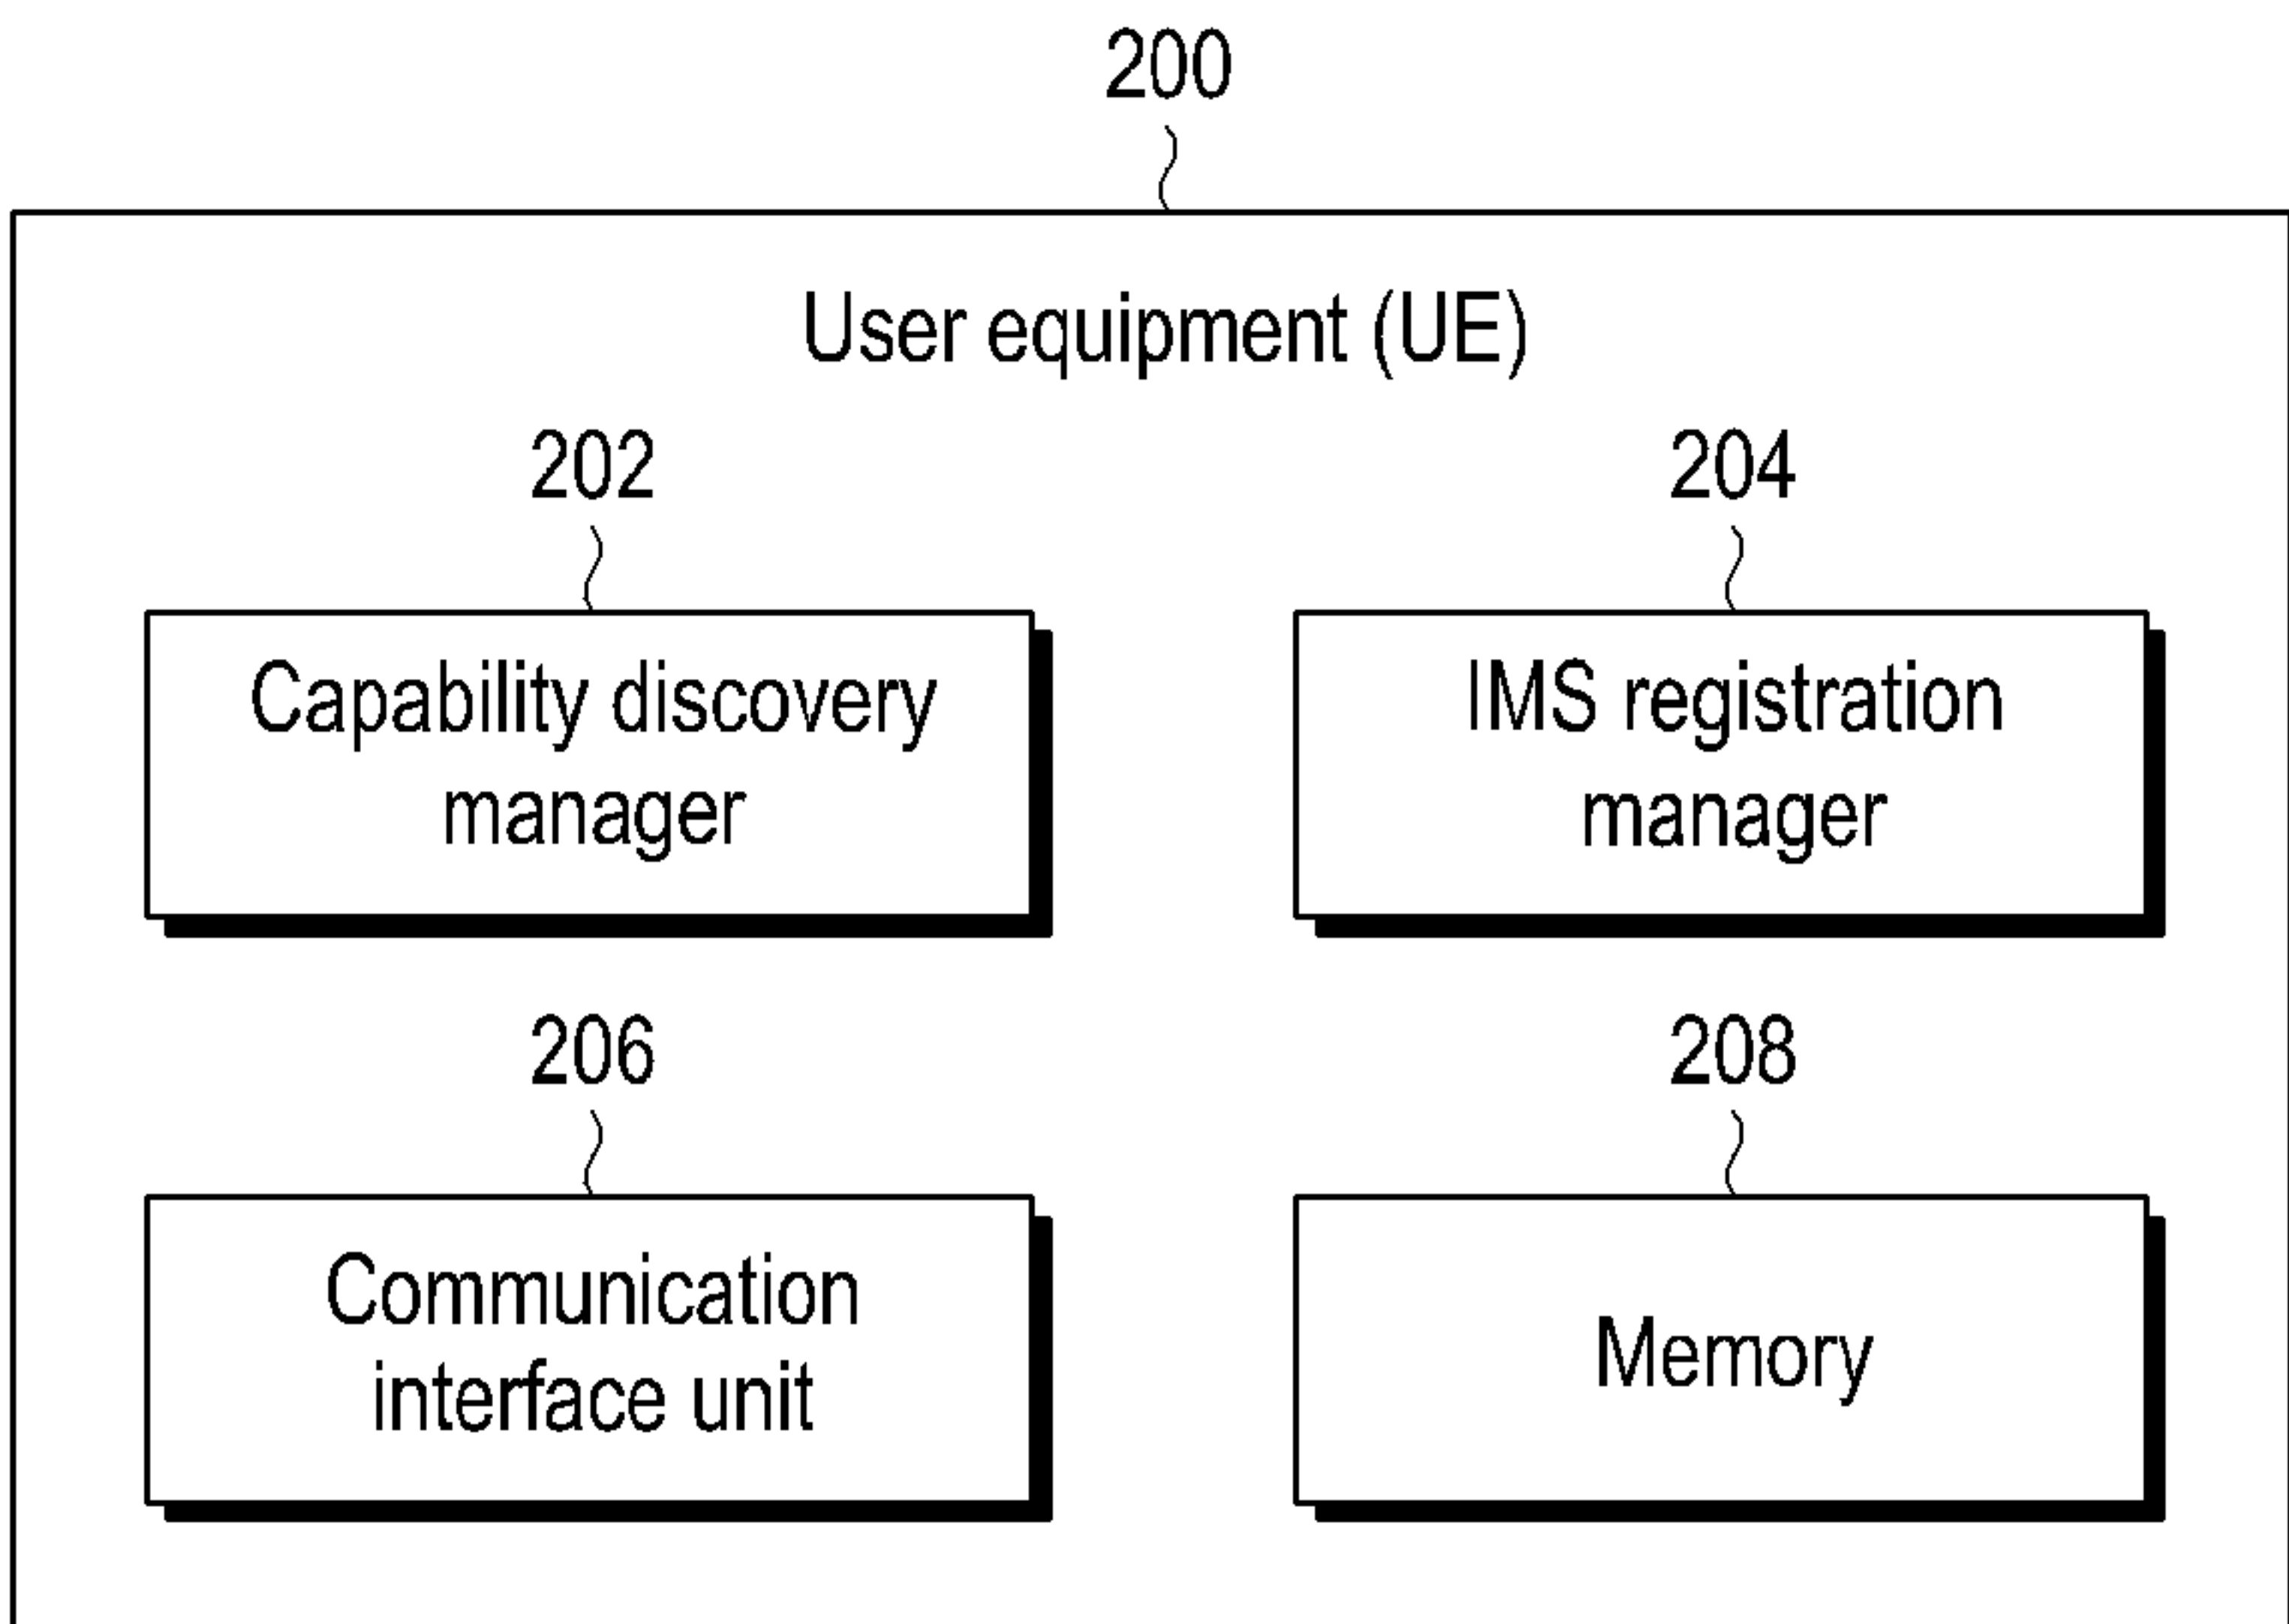 200
User equipment (UE)
202
204
Capability discovery
manager
IMS registration
manager
206
208
Communication
interface unit
Memory